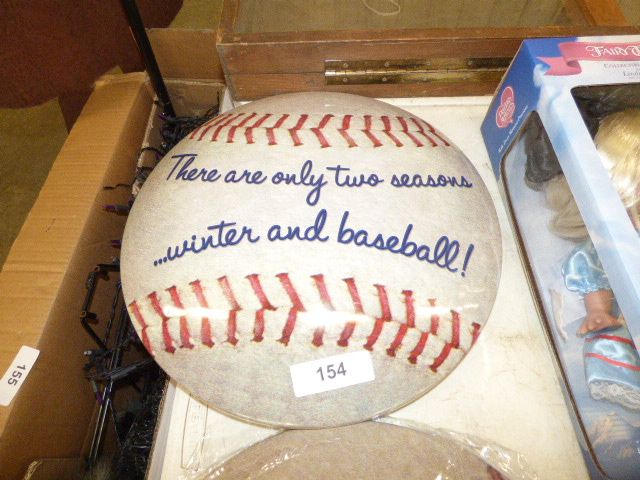 There are only two seasons
...winter and baseball!
154
155